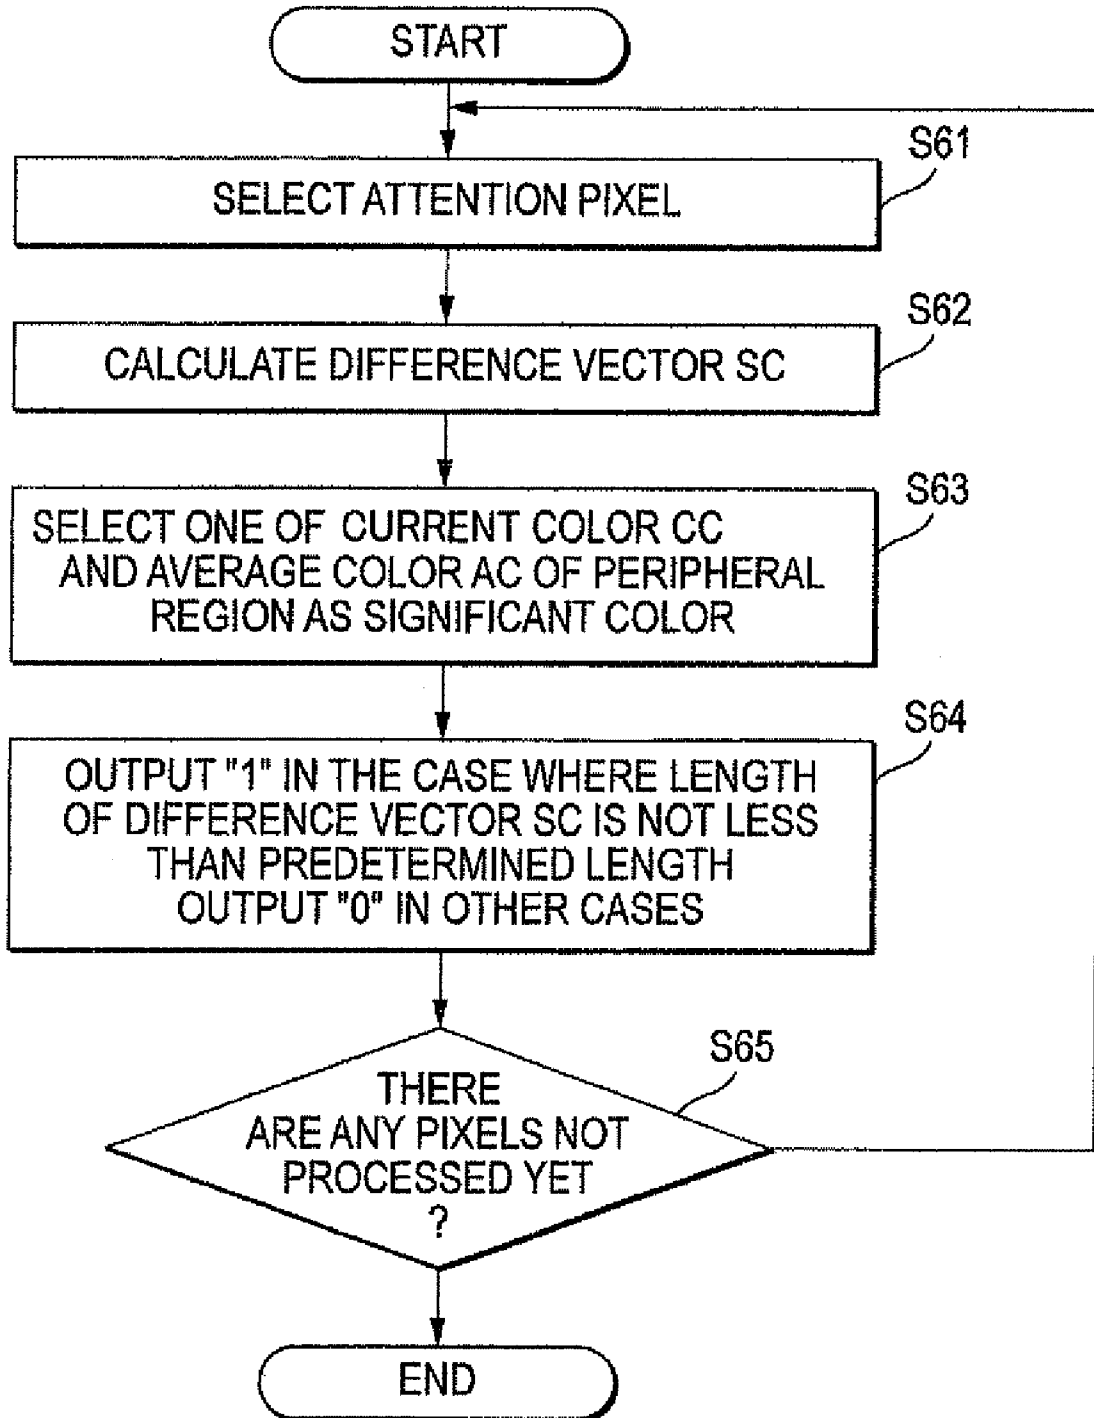 START
S61
SELECT ATTENTION PIXEL
S62
CALCULATE DIFFERENCE VECTOR SC
S63
SELECT ONE OF CURRENT COLOR CC
AND AVERAGE COLOR AC OF PERIPHERAL
REGION AS SIGNIFICANT COLOR
S64
OUTPUT "1" IN THE CASE WHERE LENGTH
OF DIFFERENCE VECTOR SC IS NOT LESS
THAN PREDETERMINED LENGTH
OUTPUT "0" IN OTHER CASES
S65
THERE
ARE ANY PIXELS NOT
PROCESSED YET
?
END